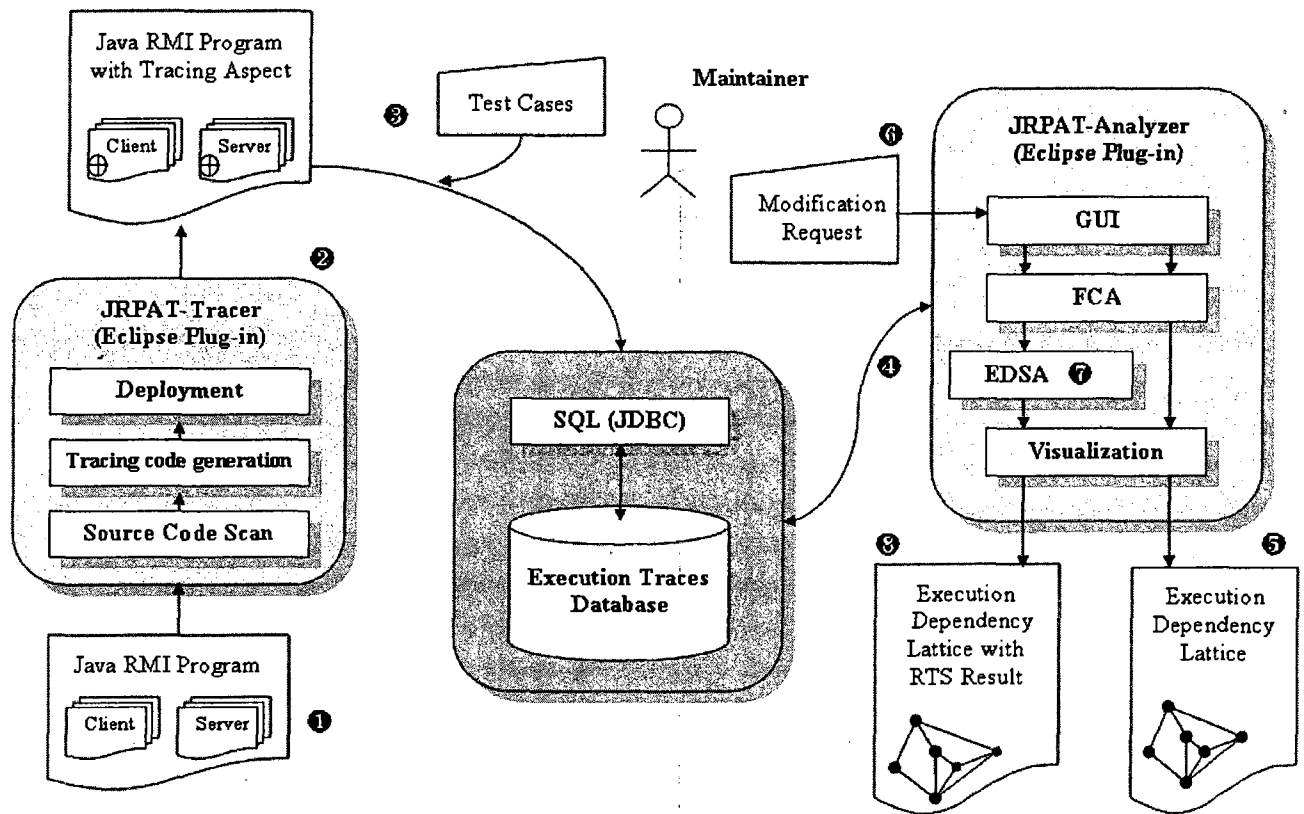 Java RMI Program
with Tracing Aspect
Client
Server
❸
Test Cases
Maintainer
❻
Modification
Request
JRPAT-Analyzer
(Eclipse Plug-in)
GUI
FCA
EDSA ❼
Visualization
❷
JRPAT-Tracer
(Eclipse Plug-in)
Deployment
Tracing code generation
Source Code Scan
❹
SQL (JDBC)
Execution Traces
Database
Java RMI Program
Client
Server
❶
❽
Execution
Dependency
Lattice with
RTS Result
❺
Execution
Dependency
Lattice